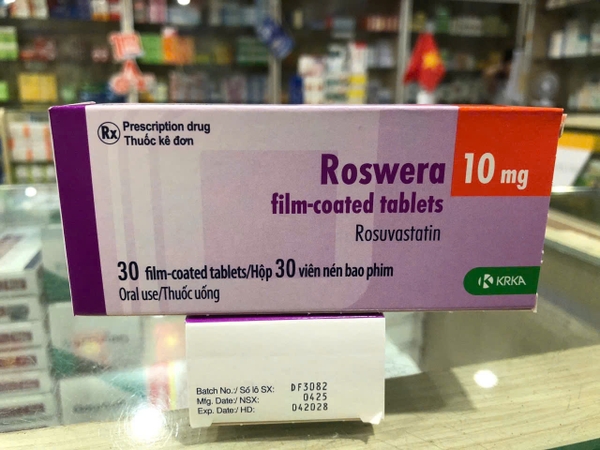 Rx Prescription drug
Thuốc kê đơn
Roswera 10 mg
film-coated tablets
Rosuvastatin
30 film-coated tablets/Hộp 30 viên nén bao phim
Oral use/Thuốc uống
KRKA
Batch No.:/ Số lô SX: DF3082
Mfg. Date:/ NSX: 0425
Exp. Date:/ HD: 042028